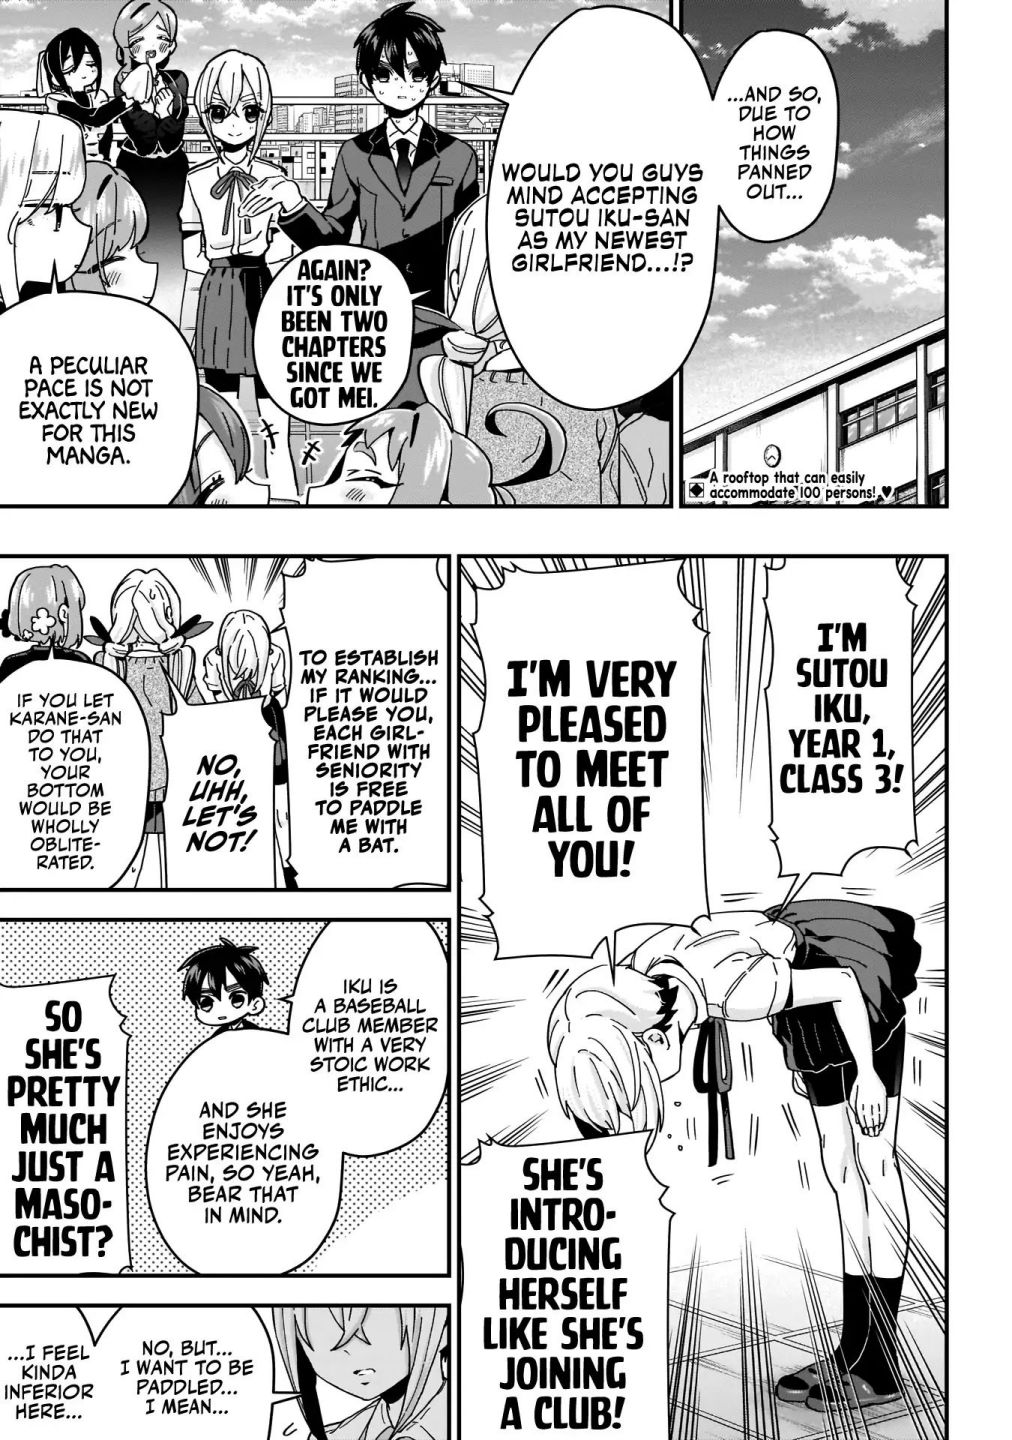 ...AND SO,
DUE TO
HOW
THINGS
PANNED
OUT...
WOULD YOU GUYS
MIND ACCEPTING
SUTOU IKU-SAN
AS MY NEWEST
GIRLFRIEND...!?
A rooftop that can easily
accommodate 100 persons! ♥
AGAIN?
IT'S ONLY
BEEN TWO
CHAPTERS
SINCE WE
GOT MEI.
A PECULIAR
PACE IS NOT
EXACTLY NEW
FOR THIS
MANGA.
I'M
SUTOU
IKU,
YEAR 1,
CLASS 3!
I'M VERY
PLEASED
TO MEET
ALL OF
YOU!
SHE'S
INTRO-
DUCING
HERSELF
LIKE SHE'S
JOINING
A CLUB!
TO ESTABLISH
MY RANKING...
IF IT WOULD
PLEASE YOU,
EACH GIRL-
FRIEND WITH
SENIORITY
IS FREE
TO PADDLE
ME WITH
A BAT.
NO,
UHH,
LET'S
NOT!
IF YOU LET
KARANE-SAN
DO THAT
TO YOU,
YOUR
BOTTOM
WOULD BE
WHOLLY
OBLITE-
RATED.
IKU IS
A BASEBALL
CLUB MEMBER
WITH A VERY
STOIC WORK
ETHIC...
AND SHE
ENJOYS
EXPERIENCING
PAIN, SO YEAH,
BEAR THAT
IN MIND.
SO
SHE'S
PRETTY
MUCH
JUST A
MASO-
CHIST?
NO, BUT...
I WANT TO BE
PADDLED...
I MEAN...
...I FEEL
KINDA
INFERIOR
HERE...